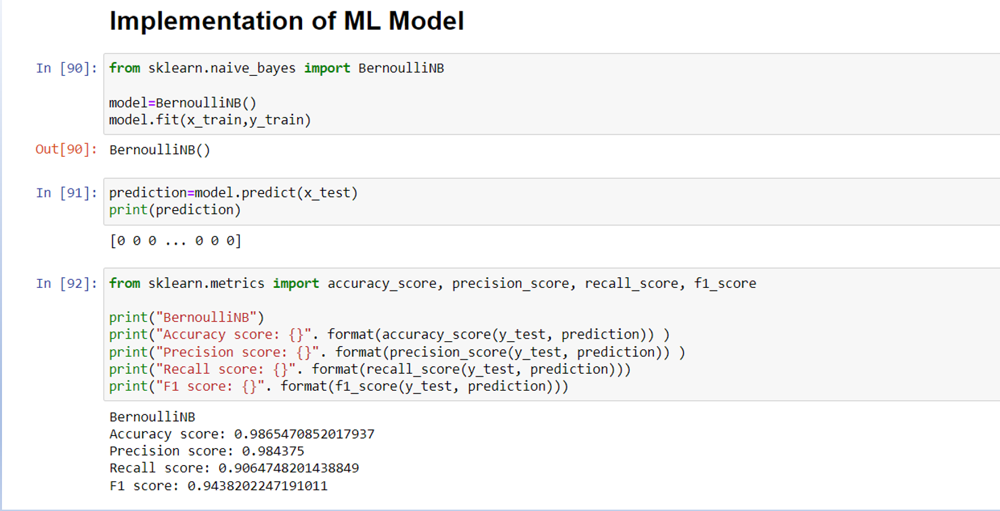 Implementation of ML Model
In [90]: from sklearn.naive_bayes import BernoulliNB
model=BernoulliNB()
model.fit(x_train,y_train)
Out[90]: BernoulliNB()
In [91]: prediction=model.predict(x_test)
print(prediction)
[0 0 0 ... 0 0 0]
In [92]: from sklearn.metrics import accuracy_score, precision_score, recall_score, f1_score
print("BernoulliNB")
print("Accuracy score: {}". format(accuracy_score(y_test, prediction)) )
print("Precision score: {}". format(precision_score(y_test, prediction)) )
print("Recall score: {}". format(recall_score(y_test, prediction)))
print("F1 score: {}". format(f1_score(y_test, prediction)))
BernoulliNB
Accuracy score: 0.9865470852017937
Precision score: 0.984375
Recall score: 0.9064748201438849
F1 score: 0.9438202247191011